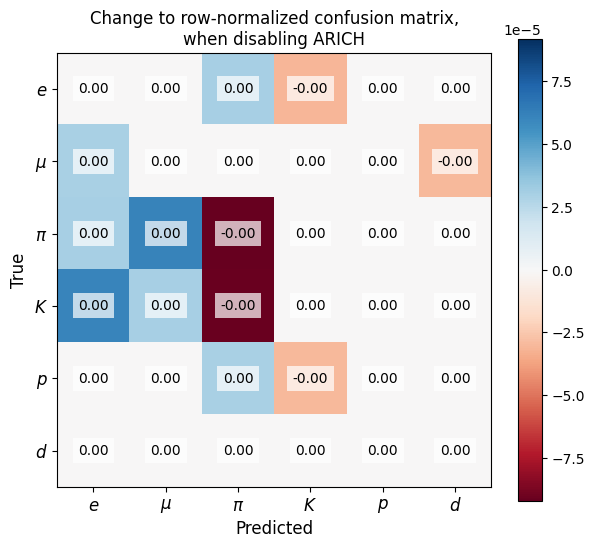 Change to row-normalized confusion matrix,
when disabling ARICH
1e−5
e 0.00 0.00 0.00 -0.00 0.00 0.00
μ 0.00 0.00 0.00 0.00 0.00 -0.00
π 0.00 0.00 -0.00 0.00 0.00 0.00
K 0.00 0.00 -0.00 0.00 0.00 0.00
p 0.00 0.00 0.00 -0.00 0.00 0.00
d 0.00 0.00 0.00 0.00 0.00 0.00
e μ π K p d
True
Predicted
7.5
5.0
2.5
0.0
−2.5
−5.0
−7.5